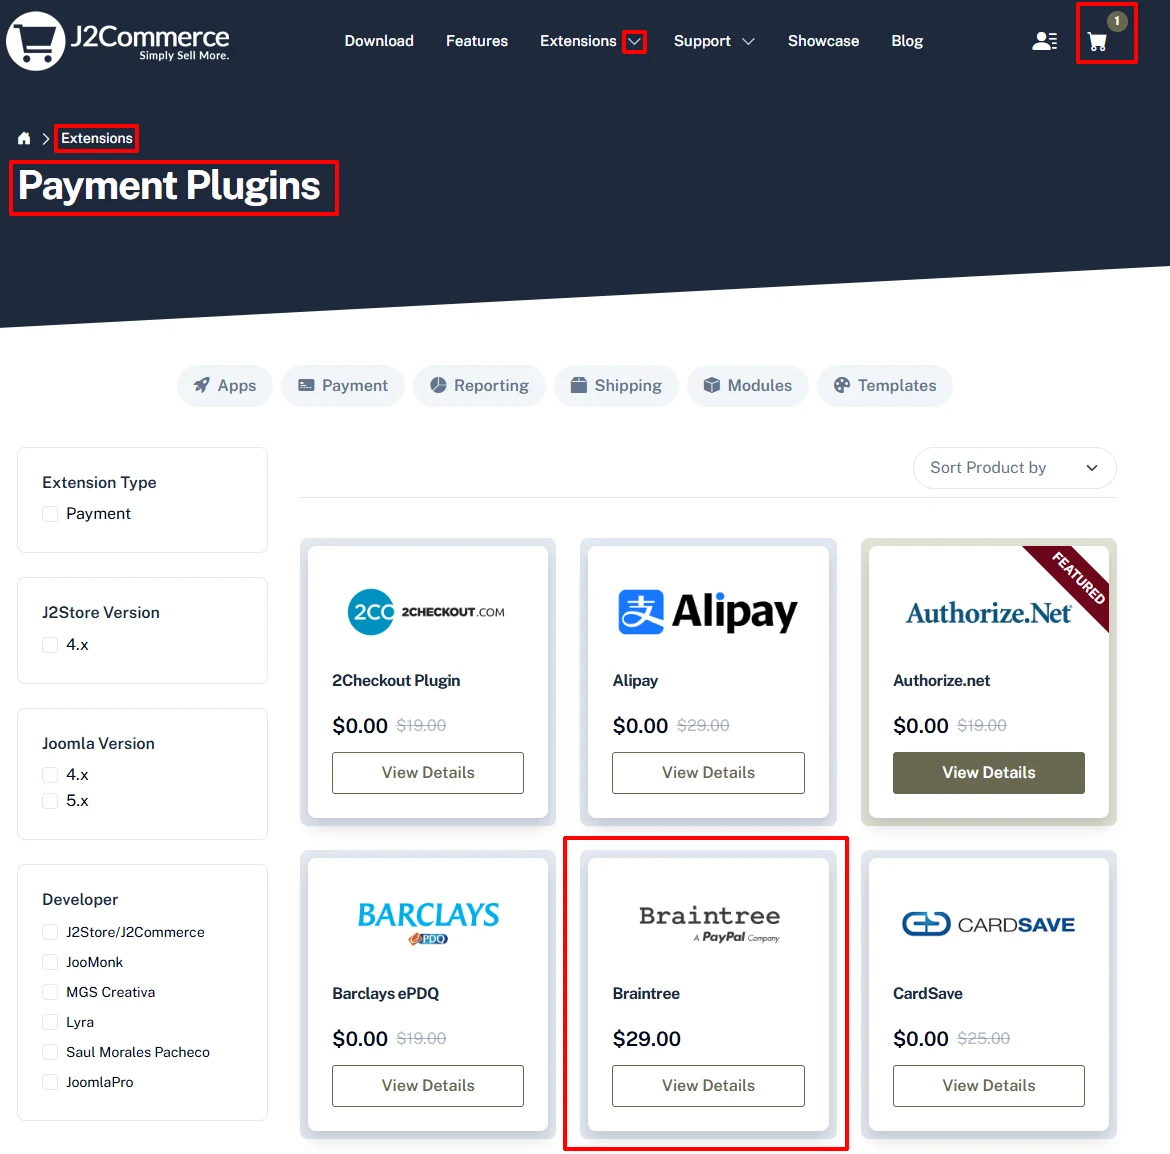 J2Commerce
Simply Sell More.
Download Features Extensions Support Showcase Blog
1
Extensions
Payment Plugins
Apps Payment Reporting Shipping Modules Templates
Sort Product by
Extension Type
Payment
J2Store Version
4.x
Joomla Version
4.x
5.x
Developer
J2Store/J2Commerce
JooMonk
MGS Creativa
Lyra
Saul Morales Pacheco
JoomlaPro
2CO 2CHECKOUT.COM
2Checkout Plugin
$0.00 $19.00
View Details
支 Alipay
Alipay
$0.00 $29.00
View Details
FEATURED
Authorize.Net
Authorize.net
$0.00 $19.00
View Details
BARCLAYS
ePDQ
Barclays ePDQ
$0.00 $19.00
View Details
Braintree
A PayPal Company
Braintree
$29.00
View Details
CARDSAVE
CardSave
$0.00 $25.00
View Details